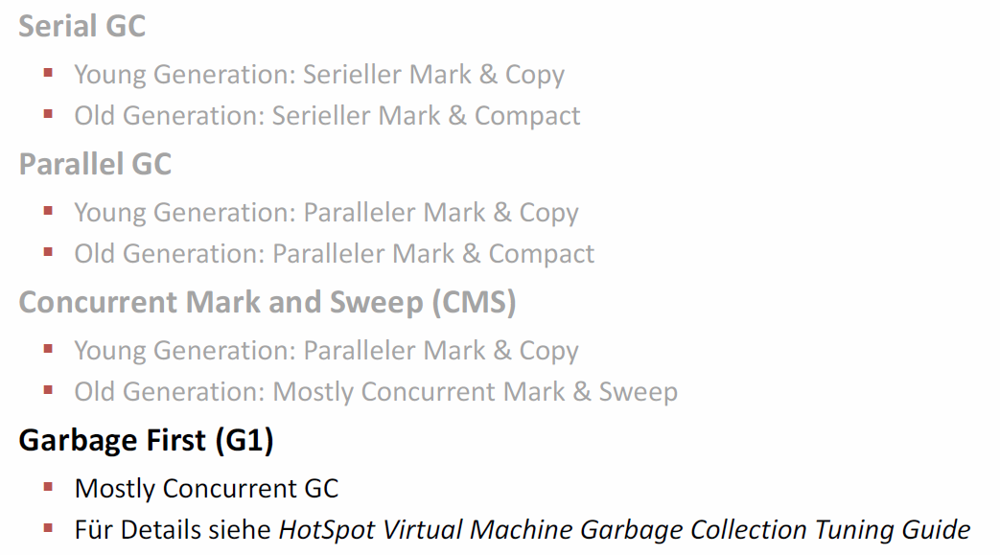 Serial GC
▪ Young Generation: Serieller Mark & Copy
▪ Old Generation: Serieller Mark & Compact
Parallel GC
▪ Young Generation: Paralleler Mark & Copy
▪ Old Generation: Paralleler Mark & Compact
Concurrent Mark and Sweep (CMS)
▪ Young Generation: Paralleler Mark & Copy
▪ Old Generation: Mostly Concurrent Mark & Sweep
Garbage First (G1)
▪ Mostly Concurrent GC
▪ Für Details siehe HotSpot Virtual Machine Garbage Collection Tuning Guide